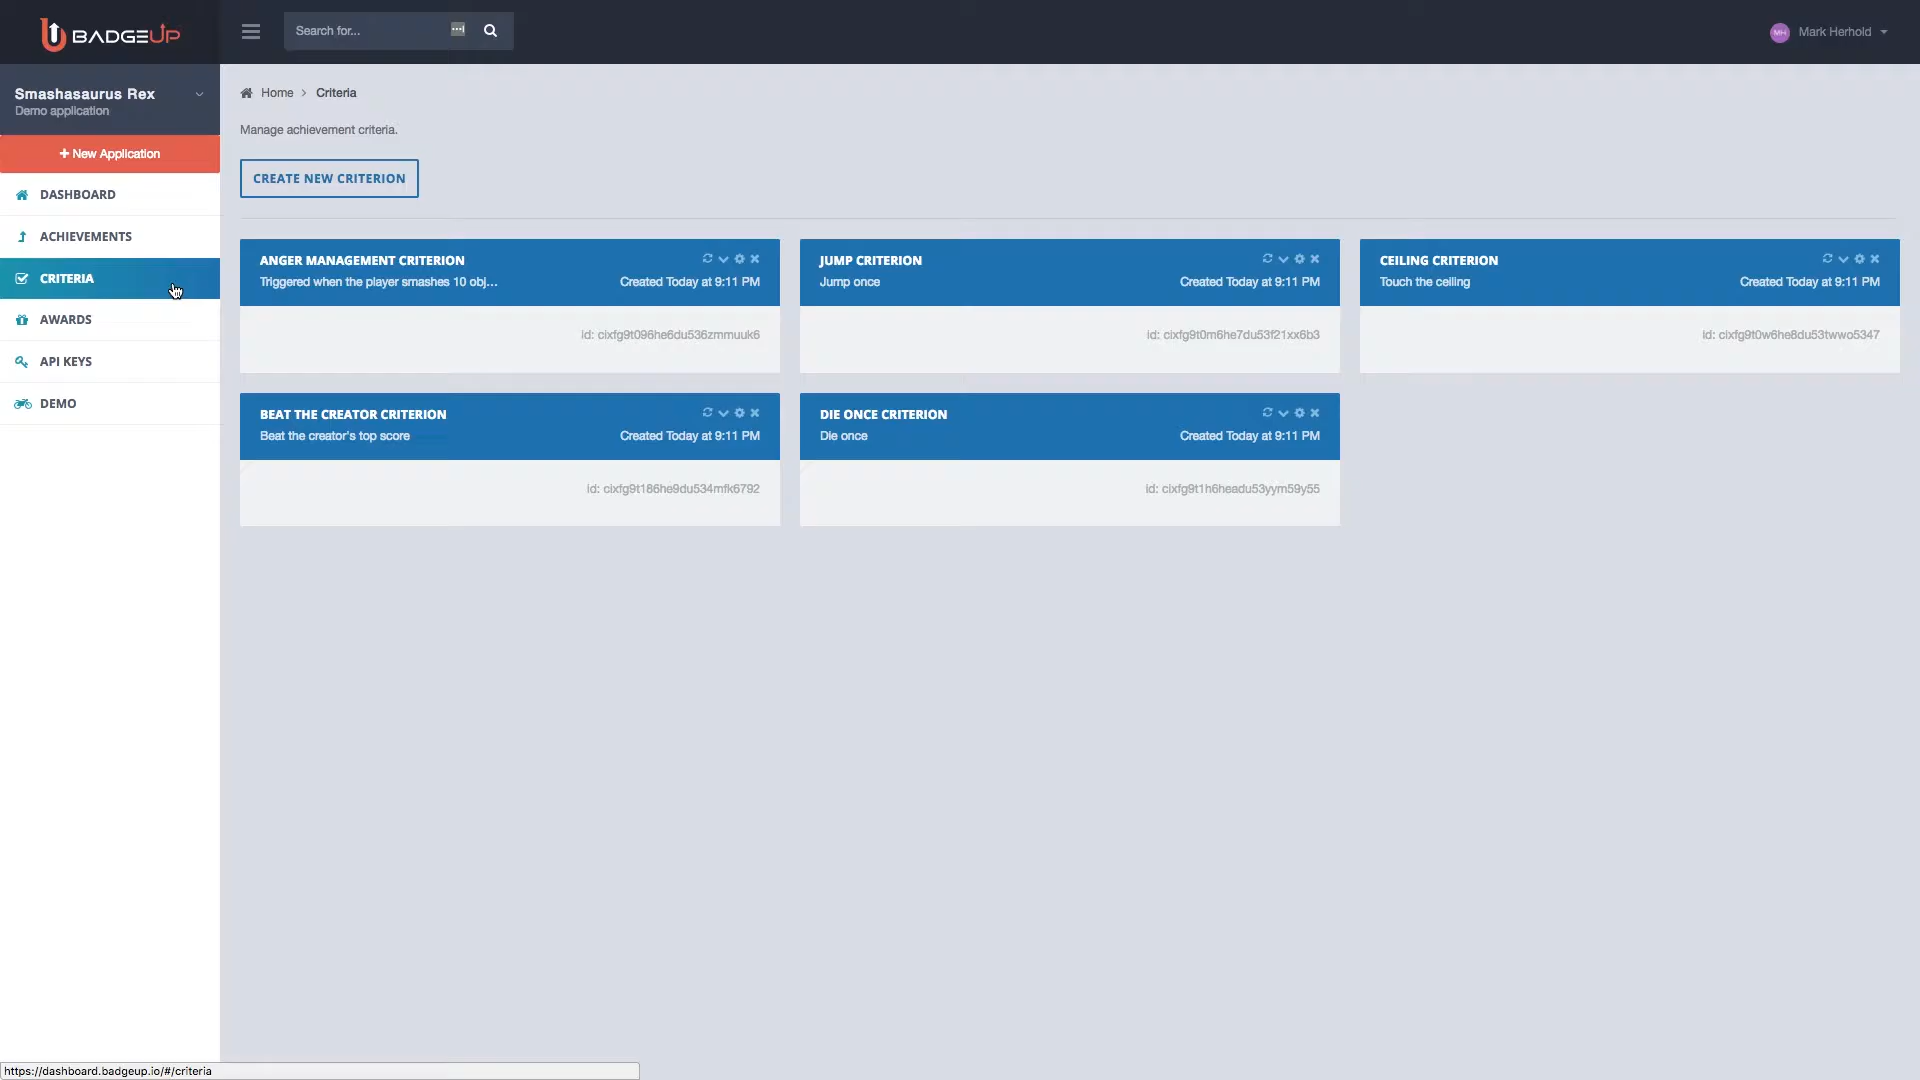 BADGEUP
Search for...
MH Mark Herhold
Smashasaurus Rex
Demo application
New Application
DASHBOARD
ACHIEVEMENTS
CRITERIA
AWARDS
API KEYS
DEMO
Home > Criteria
Manage achievement criteria.
CREATE NEW CRITERION
ANGER MANAGEMENT CRITERION
Triggered when the player smashes 10 obj... Created Today at 9:11 PM
id: cixfg9t096he6du536zmmuuk6
JUMP CRITERION
Jump once Created Today at 9:11 PM
id: cixfg9t0m6he7du53f21xx6b3
CEILING CRITERION
Touch the ceiling Created Today at 9:11 PM
id: cixfg9t0w6he8du53twwo5347
BEAT THE CREATOR CRITERION
Beat the creator's top score Created Today at 9:11 PM
id: cixfg9t186he9du534mfk6792
DIE ONCE CRITERION
Die once Created Today at 9:11 PM
id: cixfg9t1h6headu53yym59y55
https://dashboard.badgeup.io/#/criteria